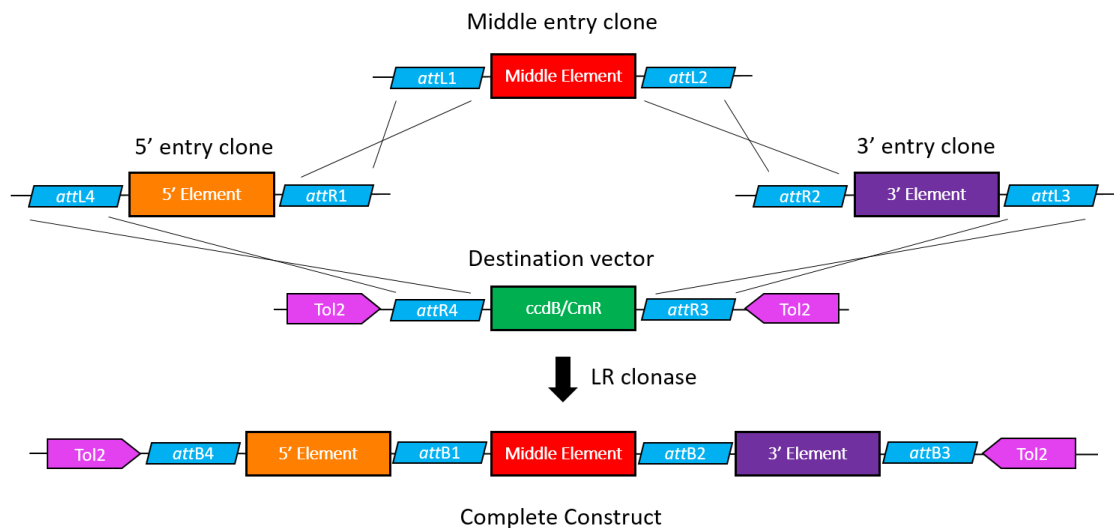 Middle entry clone
attL1 Middle Element attL2
5’ entry clone
3’ entry clone
attL4 5’ Element attR1
attR2 3’ Element attL3
Destination vector
Tol2 attR4 ccdB/CmR attR3 Tol2
LR clonase
Tol2 attB4 5’ Element attB1 Middle Element attB2 3’ Element attB3 Tol2
Complete Construct